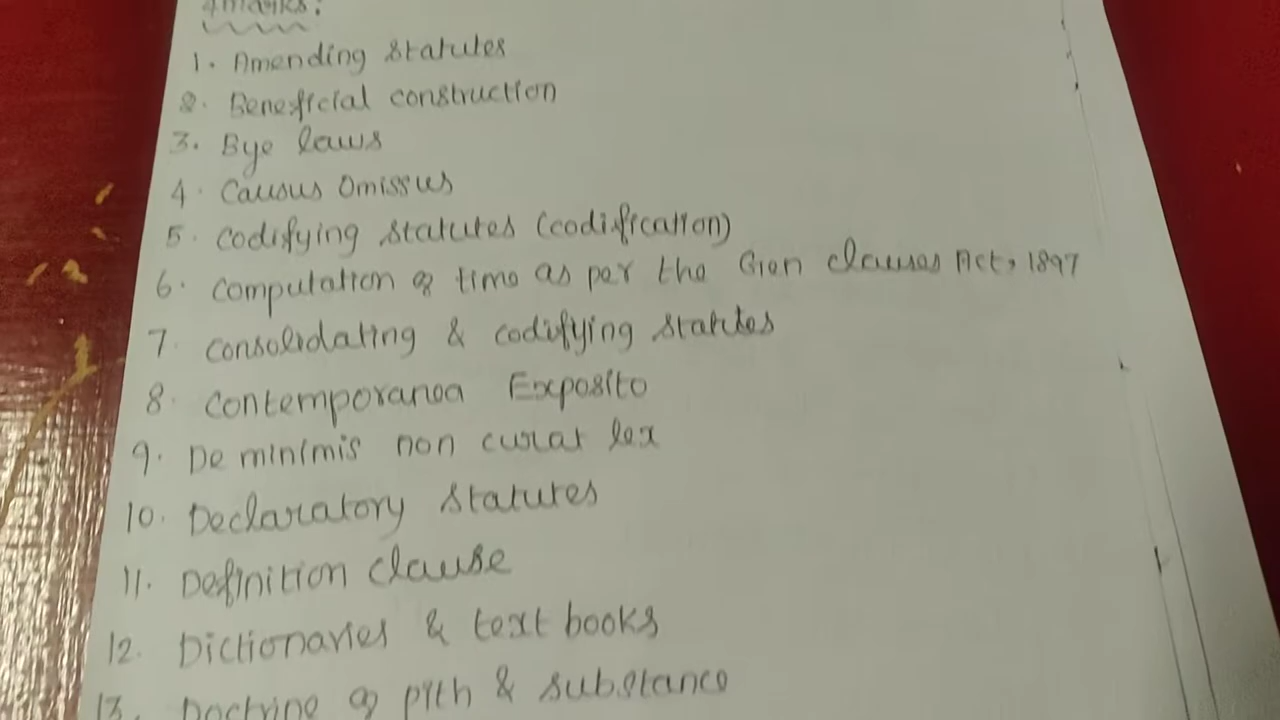 4marks:
1. Amending Statutes
2. Beneficial construction
3. Bye laws
4. Causus Omissus
5. Codifying Statutes (codification)
6. Computation of time as per the Gen clauses Act, 1897
7. Consolidating & codifying Statutes
8. Contemporanea Exposito
9. De minimis non curat lex
10. Declaratory Statutes
11. Definition clause
12. Dictionaries & text books
13. Doctrine of pith & substance